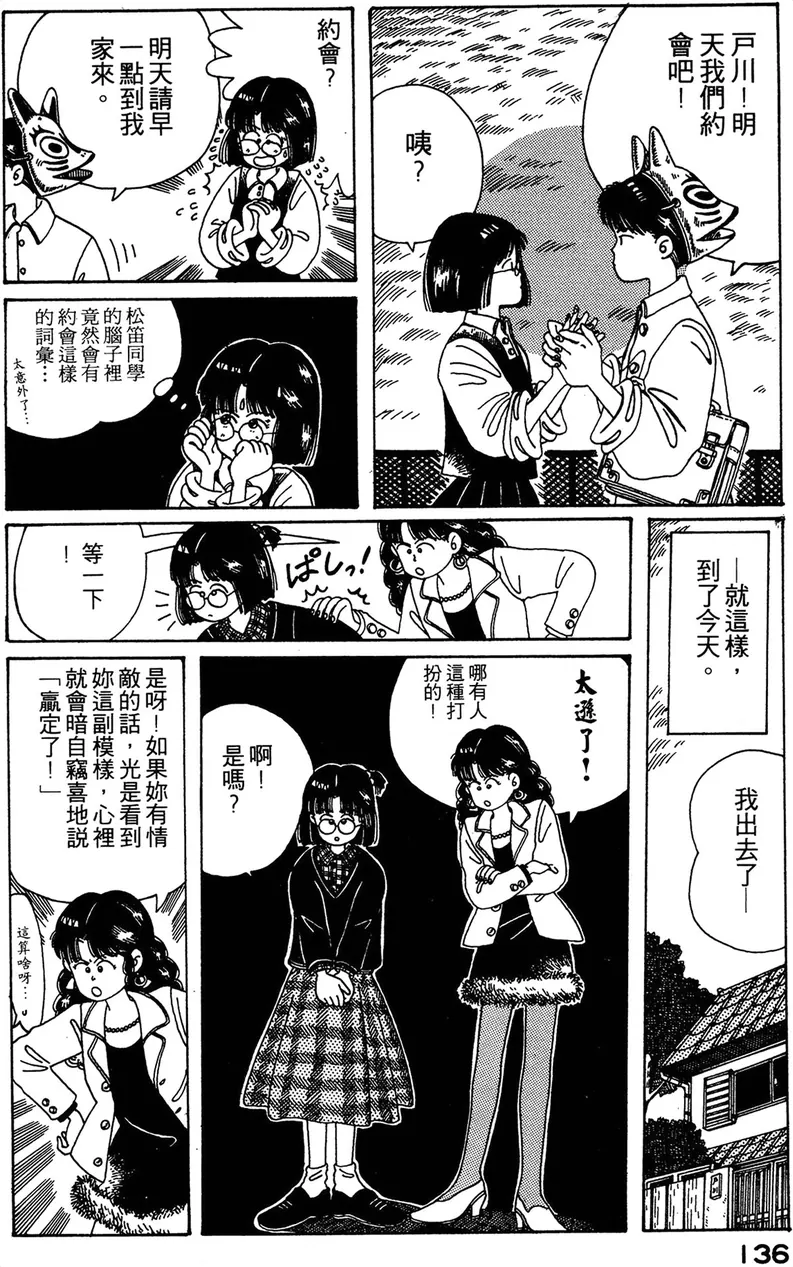 戶川！明
天我們約
會吧！
咦？
約會？
明天請早
一點到我
家來。
松笛同學
的腦子裡
竟然會有
約會這樣
的詞彙…
太意外了…
—就這樣，
到了今天。
我出去了—
ぱしっ！
等一下
！
太遜了！
哪有人
這種打
扮的！
啊！
是嗎？
是呀！如果妳有情
敵的話，光是看到
妳這副模樣，心裡
就會暗自竊喜地說
「贏定了！」
這算啥呀…
136